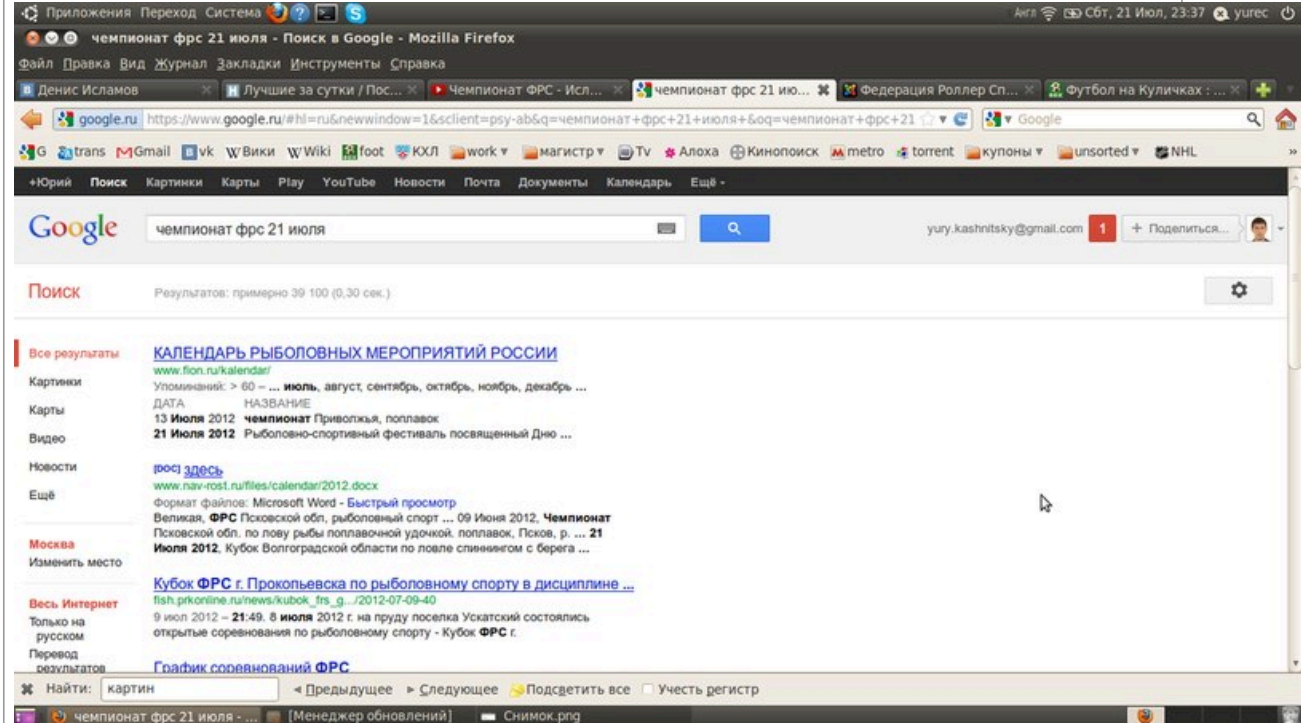 Приложения Переход Система Англ Сбт, 21 Июл, 23:37 yurec
чемпионат фрс 21 июля - Поиск в Google - Mozilla Firefox
Файл Правка Вид Журнал Закладки Инструменты Справка
Денис Исламов Лучшие за сутки / Пос... Чемпионат ФРС - Исл... чемпионат фрс 21 ию... Федерация Роллер Сп... Футбол на Куличках : ...
google.ru https://www.google.ru/#hl=ru&newwindow=1&sclient=psy-ab&q=чемпионат+фрс+21+июля+&oq=чемпионат+фрс+21 Google
G trans Gmail vk Вики Wiki foot КХЛ work магистр Tv Алоха Кинопоиск metro torrent купоны unsorted NHL »
+Юрий Поиск Картинки Карты Play YouTube Новости Почта Документы Календарь Ещё
Google чемпионат фрс 21 июля yury.kashnitsky@gmail.com 1 + Поделиться...
Поиск Результатов: примерно 39 100 (0,30 сек.)
Все результаты
Картинки
Карты
Видео
Новости
Ещё
Москва
Изменить место
Весь Интернет
Только на
русском
Перевод
результатов
КАЛЕНДАРЬ РЫБОЛОВНЫХ МЕРОПРИЯТИЙ РОССИИ
www.fion.ru/kalendar/
Упоминаний: > 60 – ... июль, август, сентябрь, октябрь, ноябрь, декабрь ...
ДАТА НАЗВАНИЕ
13 Июля 2012 чемпионат Приволжья, поплавок
21 Июля 2012 Рыболовно-спортивный фестиваль посвященный Дню ...
[DOC] здесь
www.nav-rost.ru/files/calendar/2012.docx
Формат файлов: Microsoft Word - Быстрый просмотр
Великая, ФРС Псковской обл, рыболовный спорт ... 09 Июня 2012, Чемпионат
Псковской обл. по лову рыбы поплавочной удочкой. поплавок, Псков, р. ... 21
Июля 2012, Кубок Волгоградской области по ловле спиннингом с берега ...
Кубок ФРС г. Прокопьевска по рыболовному спорту в дисциплине ...
fish.prkonline.ru/news/kubok_frs_g.../2012-07-09-40
9 июл 2012 – 21:49. 8 июля 2012 г. на пруду поселка Ускатский состоялись
открытые соревнования по рыболовному спорту - Кубок ФРС г.
График соревнований ФРС
Найти: картин Предыдущее Следующее Подсветить все Учесть регистр
чемпионат фрс 21 июля - ... [Менеджер обновлений] Снимок.png